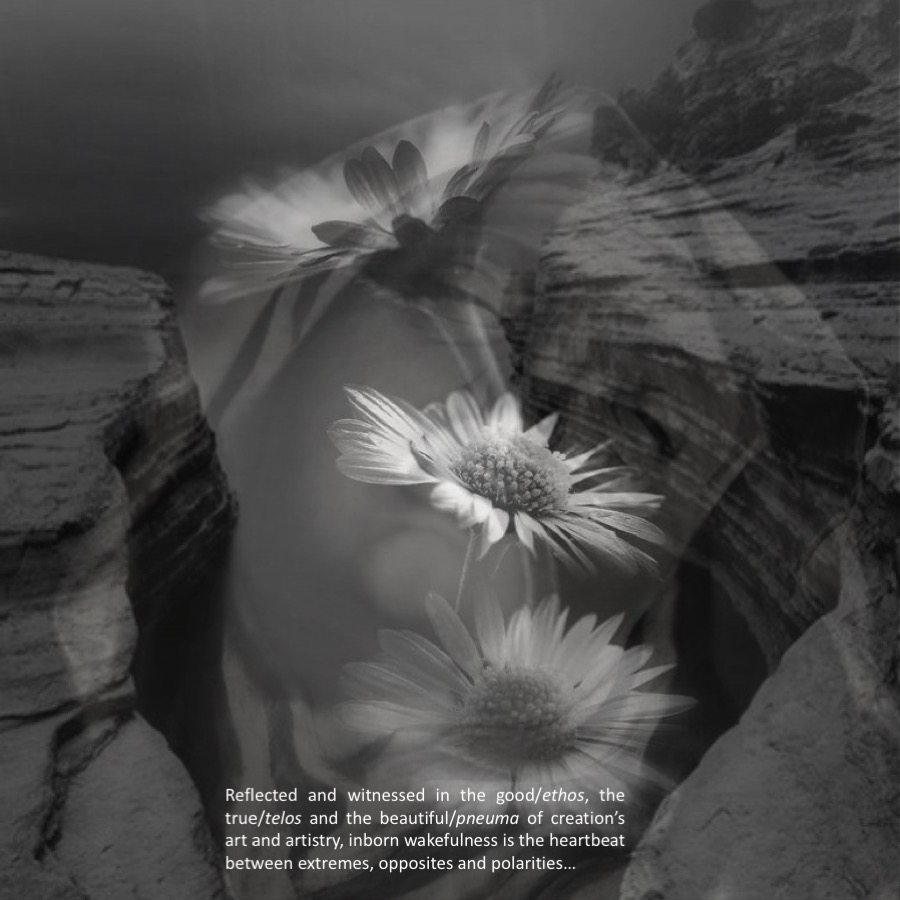 Reflected and witnessed in the good/ethos, the
true/telos and the beautiful/pneuma of creation’s
art and artistry, inborn wakefulness is the heartbeat
between extremes, opposites and polarities…